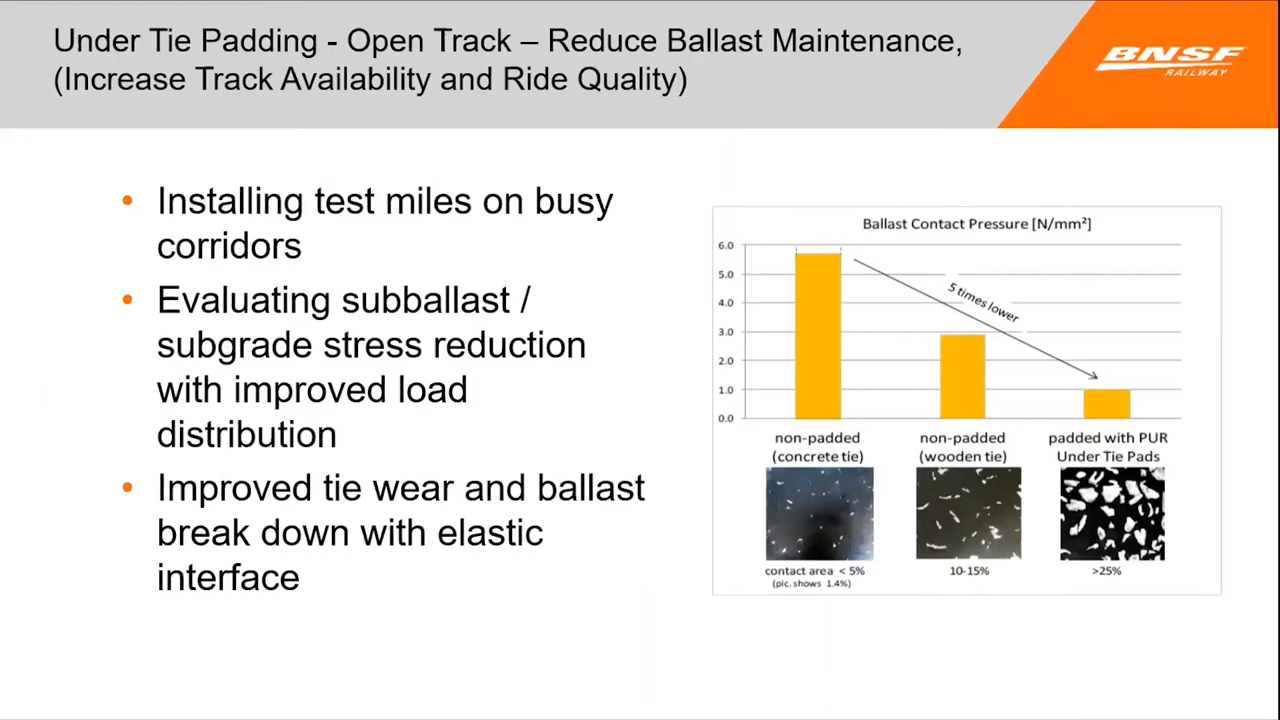 Under Tie Padding - Open Track – Reduce Ballast Maintenance,
(Increase Track Availability and Ride Quality)
BNSF
RAILWAY
• Installing test miles on busy
corridors
• Evaluating subballast /
subgrade stress reduction
with improved load
distribution
• Improved tie wear and ballast
break down with elastic
interface
Ballast Contact Pressure [N/mm²]
6.0
5.0
4.0
3.0
2.0
1.0
0.0
5 times lower
non-padded
(concrete tie)
non-padded
(wooden tie)
padded with PUR
Under Tie Pads
contact area < 5%
(pic. shows 1.4%)
10-15%
>25%